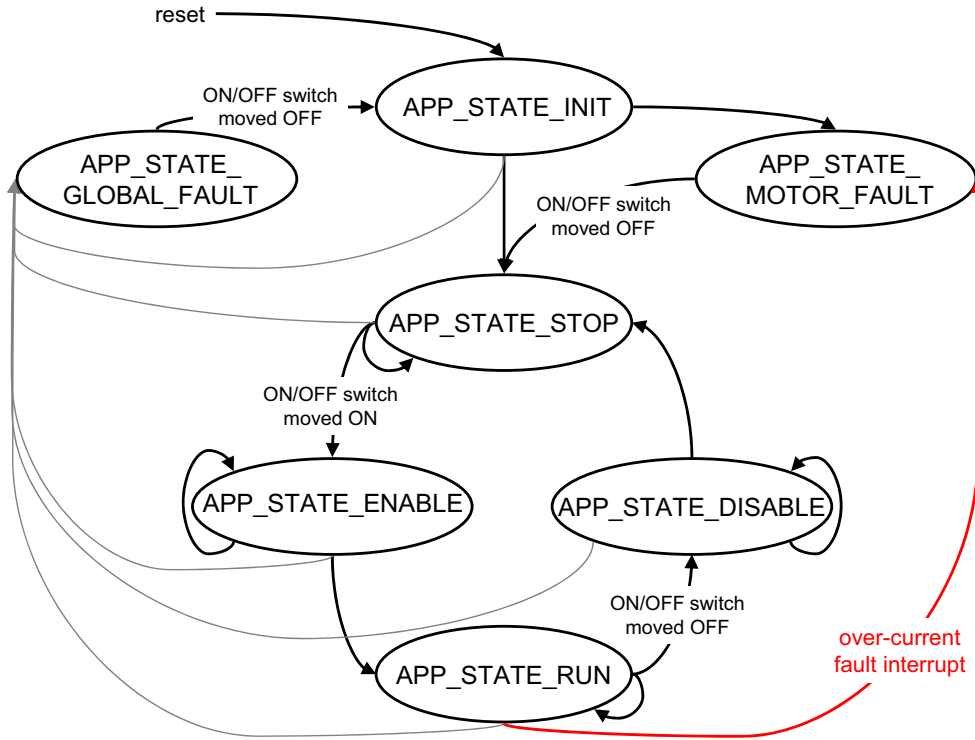 reset
ON/OFF switch
moved OFF
APP_STATE_INIT
APP_STATE_
GLOBAL_FAULT
APP_STATE_
MOTOR_FAULT
ON/OFF switch
moved OFF
APP_STATE_STOP
ON/OFF switch
moved ON
APP_STATE_ENABLE
APP_STATE_DISABLE
ON/OFF switch
moved OFF
over-current
fault interrupt
APP_STATE_RUN